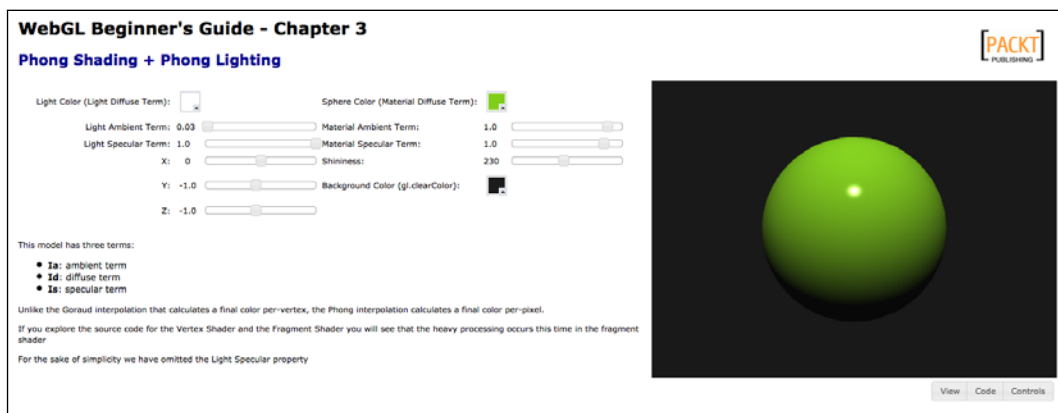 WebGL Beginner's Guide - Chapter 3
[PACKT]
PUBLISHING
Phong Shading + Phong Lighting
Light Color (Light Diffuse Term):
Sphere Color (Material Diffuse Term):
Light Ambient Term: 0.03
Material Ambient Term: 1.0
Light Specular Term: 1.0
Material Specular Term: 1.0
X: 0
Shininess: 230
Y: -1.0
Background Color (gl.clearColor):
Z: -1.0
This model has three terms:
• Ia: ambient term
• Id: diffuse term
• Is: specular term
Unlike the Goraud interpolation that calculates a final color per-vertex, the Phong interpolation calculates a final color per-pixel.
If you explore the source code for the Vertex Shader and the Fragment Shader you will see that the heavy processing occurs this time in the fragment
shader
For the sake of simplicity we have omitted the Light Specular property
View Code Controls